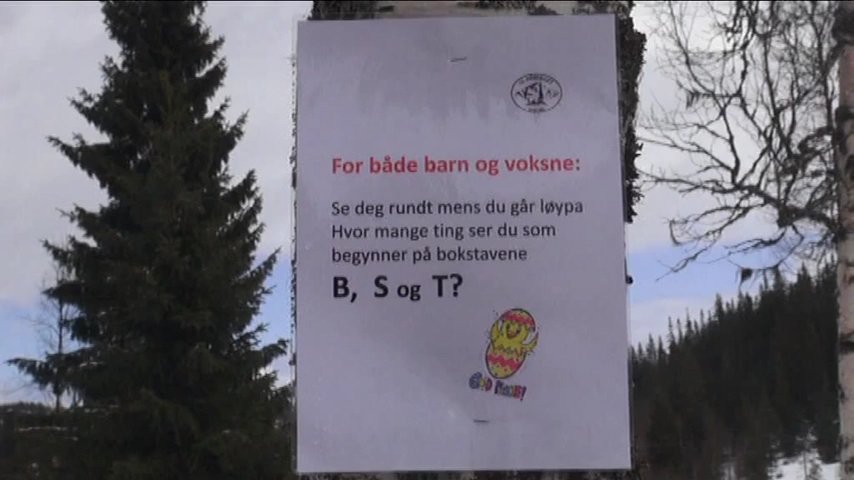 For både barn og voksne:
Se deg rundt mens du går løypa
Hvor mange ting ser du som
begynner på bokstavene
B, S og T?
GOD PÅSKE!